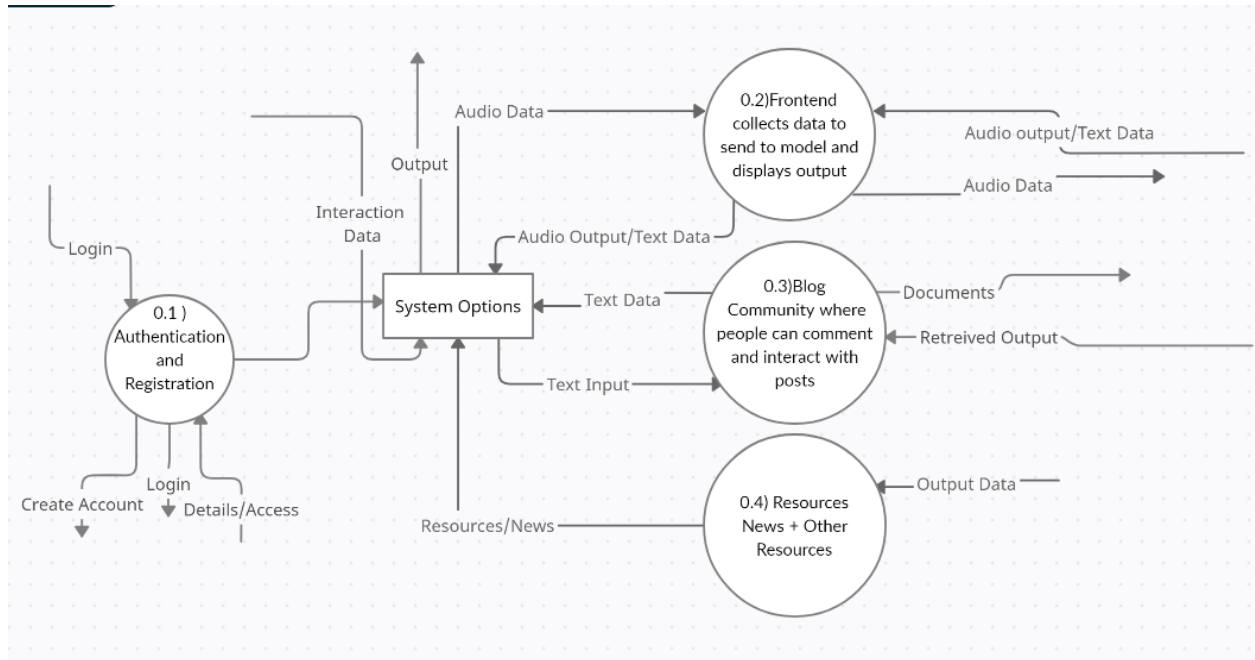 Audio Data
0.2)Frontend
collects data to
send to model and
displays output
Audio output/Text Data
Output
Audio Data
Interaction
Data
Login
Audio Output/Text Data
System Options
Text Data
0.3)Blog
Community where
people can comment
and interact with
posts
Documents
Retreived Output
0.1 )
Authentication
and
Registration
Text Input
Create Account
Login
Details/Access
Resources/News
0.4) Resources
News + Other
Resources
Output Data